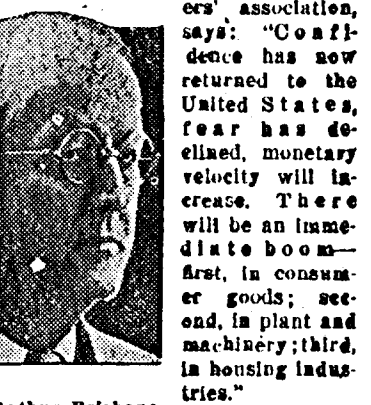 ers' association,
says: "Confi-
dence has now
returned to the
United States,
fear has de-
clined, monetary
velocity will in-
crease. There
will be an imme-
diate boom—
first, in consum-
er goods; sec-
ond, in plant and
machinery; third,
in housing indus-
tries."
Brisbane